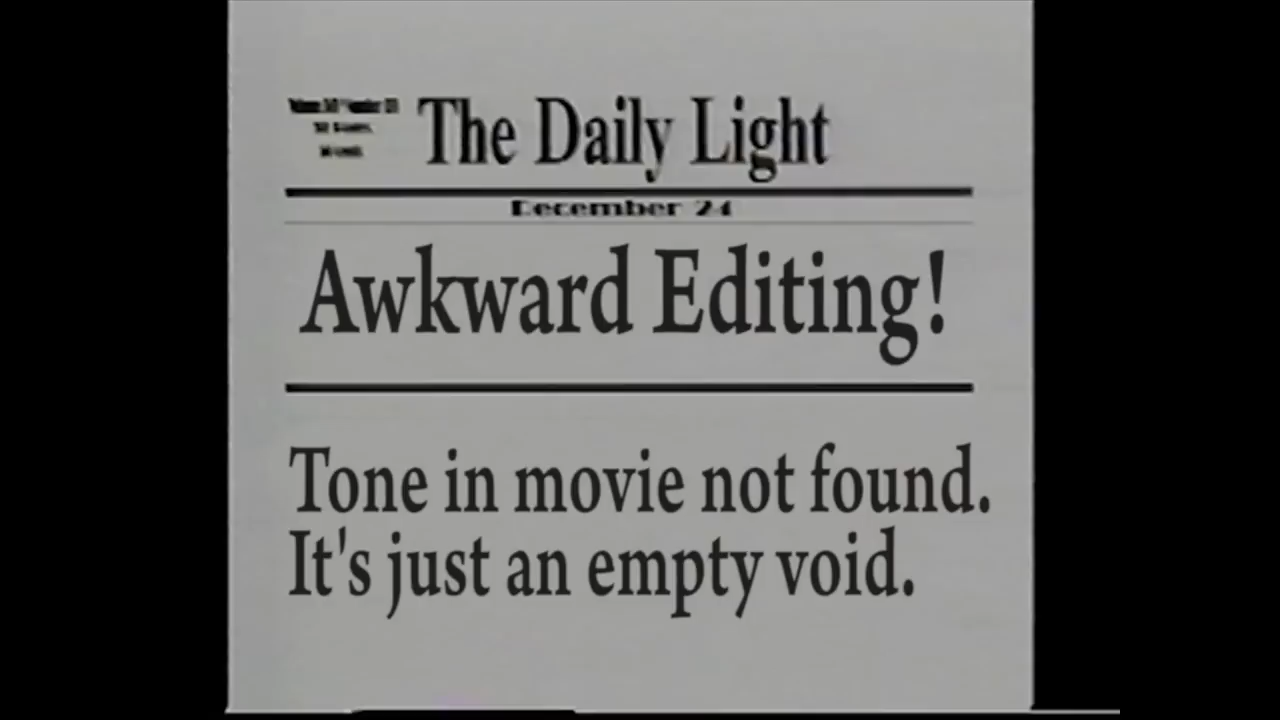 The Daily Light
December 24
Awkward Editing!
Tone in movie not found.
It's just an empty void.